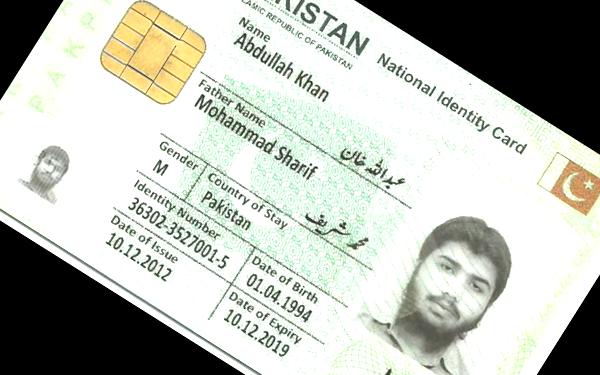 PAKISTAN National Identity Card
ISLAMIC REPUBLIC OF PAKISTAN
Name
Abdullah Khan
عبداللہ خان
Father Name
Mohammad Sharif
محمد شریف
Gender Country of Stay
M Pakistan
Identity Number Date of Birth
36302-3527001-5 01.04.1994
Date of Issue Date of Expiry
10.12.2012 10.12.2019